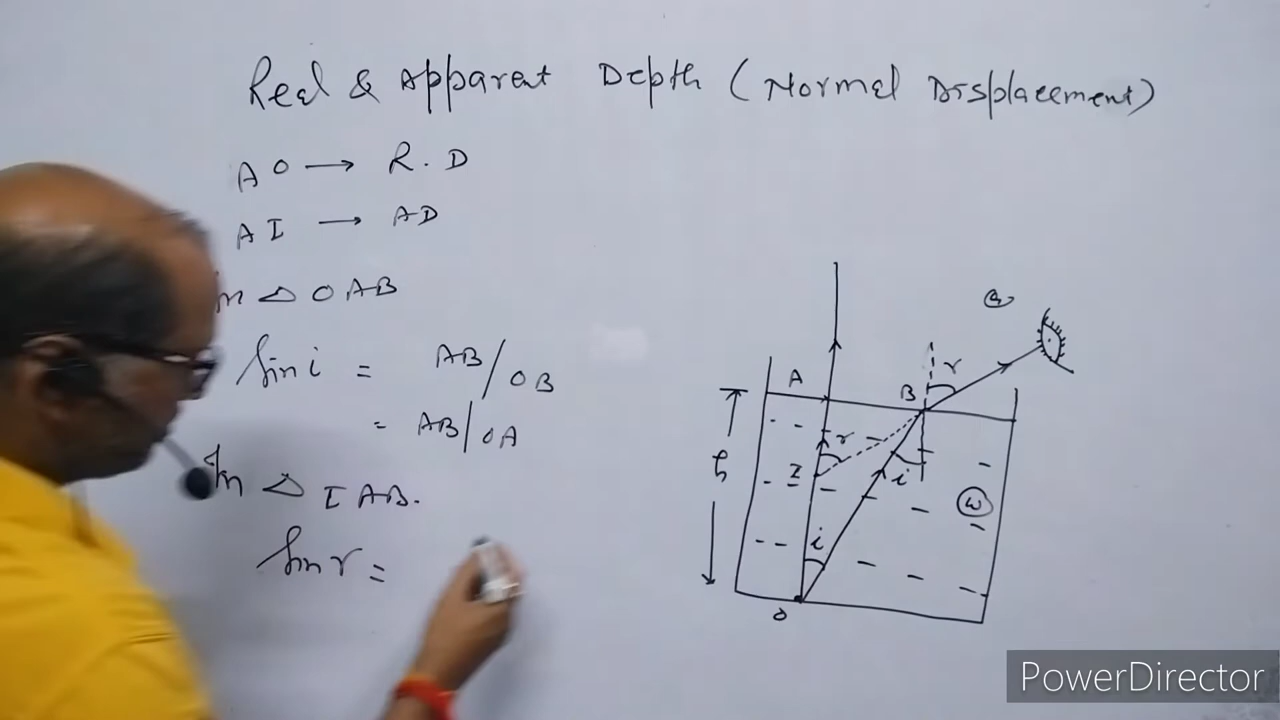 Real & Apparent Depth (Normal Displacement)
AO → R.D
AI → AD
In △ OAB
Sin i = AB/OB
= AB/OA
In △ IAB.
Sin r =
a
A
B
r
r
I
i
i
h
w
O
PowerDirector